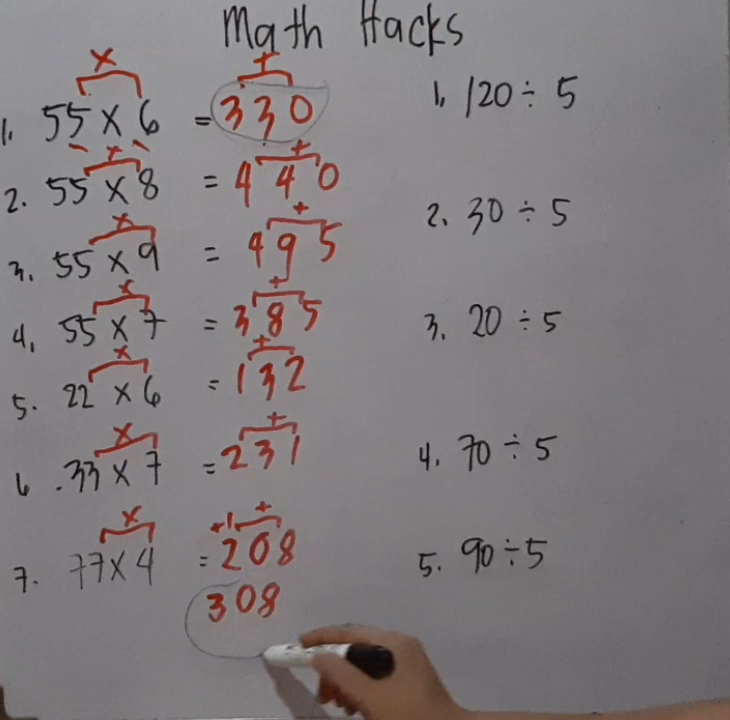 Math Hacks
x +
1. 55 x 6 = 330
x +
2. 55 x 8 = 440
x +
3. 55 x 9 = 495
x +
4. 55 x 7 = 385
x +
5. 22 x 6 = 132
x +
6 .33 x 7 = 231
x +1 +
7. 77 x 4 = 208
308
1. 120 ÷ 5
2. 30 ÷ 5
3. 20 ÷ 5
4. 70 ÷ 5
5. 90 ÷ 5